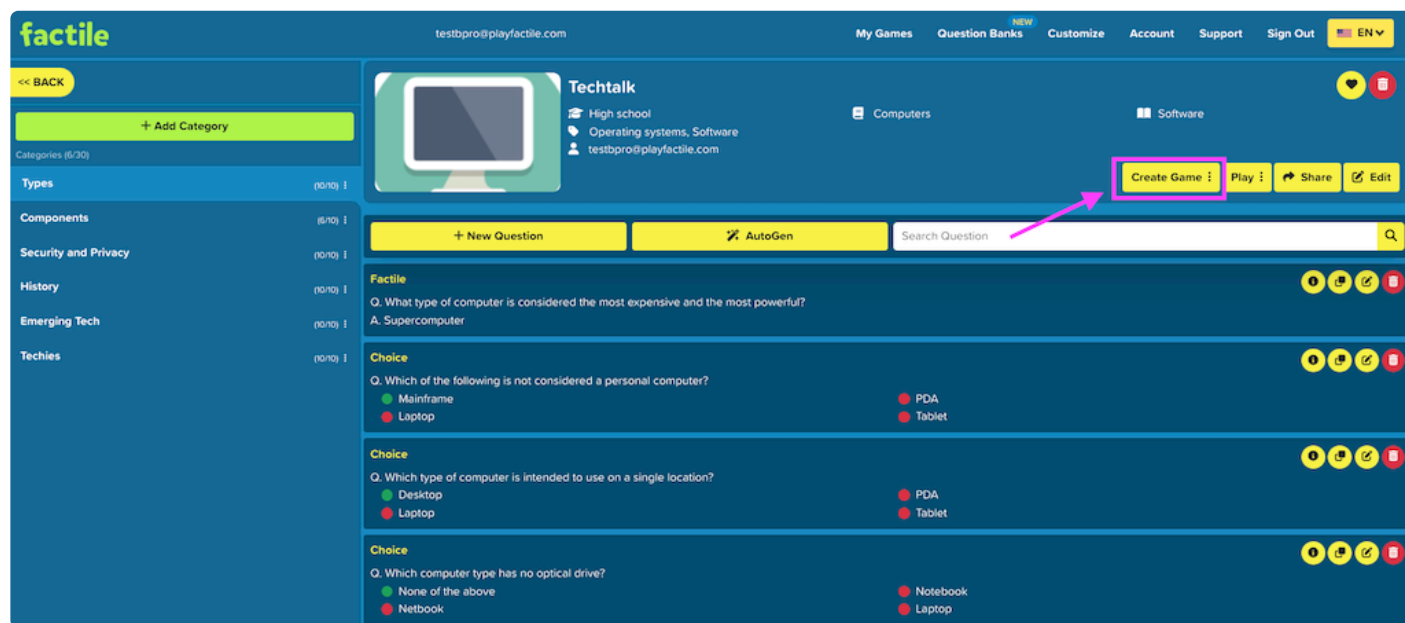 factile
testbpro@playfactile.com
My Games
Question Banks
NEW
Customize
Account
Support
Sign Out
EN
<< BACK
+ Add Category
Categories (6/30)
Types (10/10)
Components (6/10)
Security and Privacy (10/10)
History (10/10)
Emerging Tech (10/10)
Techies (10/10)
Techtalk
High school
Computers
Software
Operating systems, Software
testbpro@playfactile.com
Create Game
Play
Share
Edit
+ New Question
AutoGen
Search Question
Factile
Q. What type of computer is considered the most expensive and the most powerful?
A. Supercomputer
Choice
Q. Which of the following is not considered a personal computer?
Mainframe
PDA
Laptop
Tablet
Choice
Q. Which type of computer is intended to use on a single location?
Desktop
PDA
Laptop
Tablet
Choice
Q. Which computer type has no optical drive?
None of the above
Notebook
Netbook
Laptop